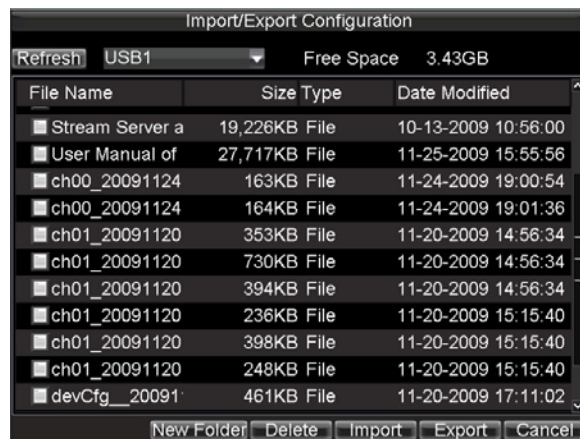 Import/Export Configuration
Refresh USB1 Free Space 3.43GB
File Name Size Type Date Modified
Stream Server a 19,226KB File 10-13-2009 10:56:00
User Manual of 27,717KB File 11-25-2009 15:55:56
ch00_20091124 163KB File 11-24-2009 19:00:54
ch00_20091124 164KB File 11-24-2009 19:01:36
ch01_20091120 353KB File 11-20-2009 14:56:34
ch01_20091120 730KB File 11-20-2009 14:56:34
ch01_20091120 394KB File 11-20-2009 14:56:34
ch01_20091120 236KB File 11-20-2009 15:15:40
ch01_20091120 398KB File 11-20-2009 15:15:40
ch01_20091120 248KB File 11-20-2009 15:15:40
devCfg__20091 461KB File 11-20-2009 17:11:02
New Folder Delete Import Export Cancel